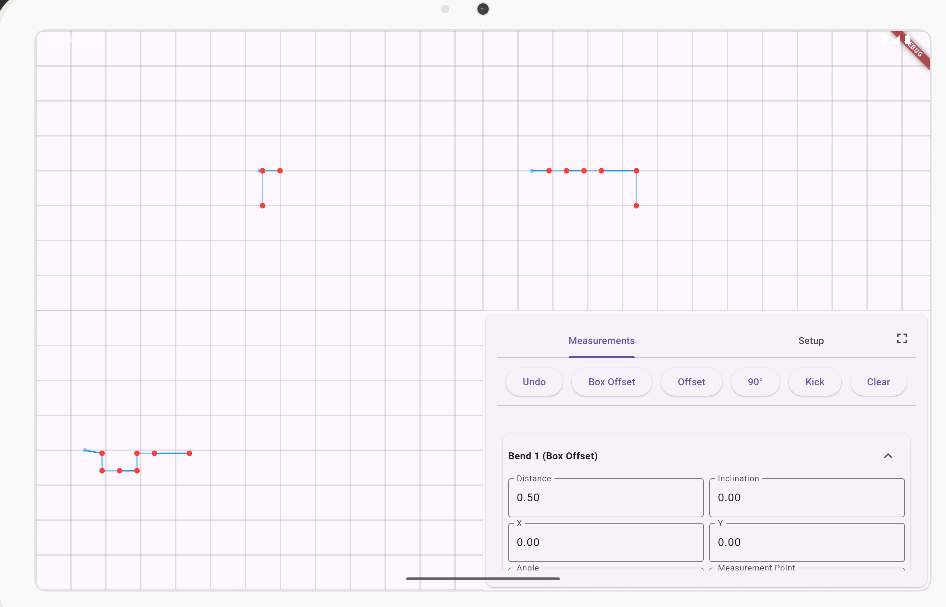 DEBUG
Measurements
Setup
Undo
Box Offset
Offset
90°
Kick
Clear
Bend 1 (Box Offset)
Distance
Inclination
0.50
0.00
X
Y
0.00
0.00
Angle
Measurement Point